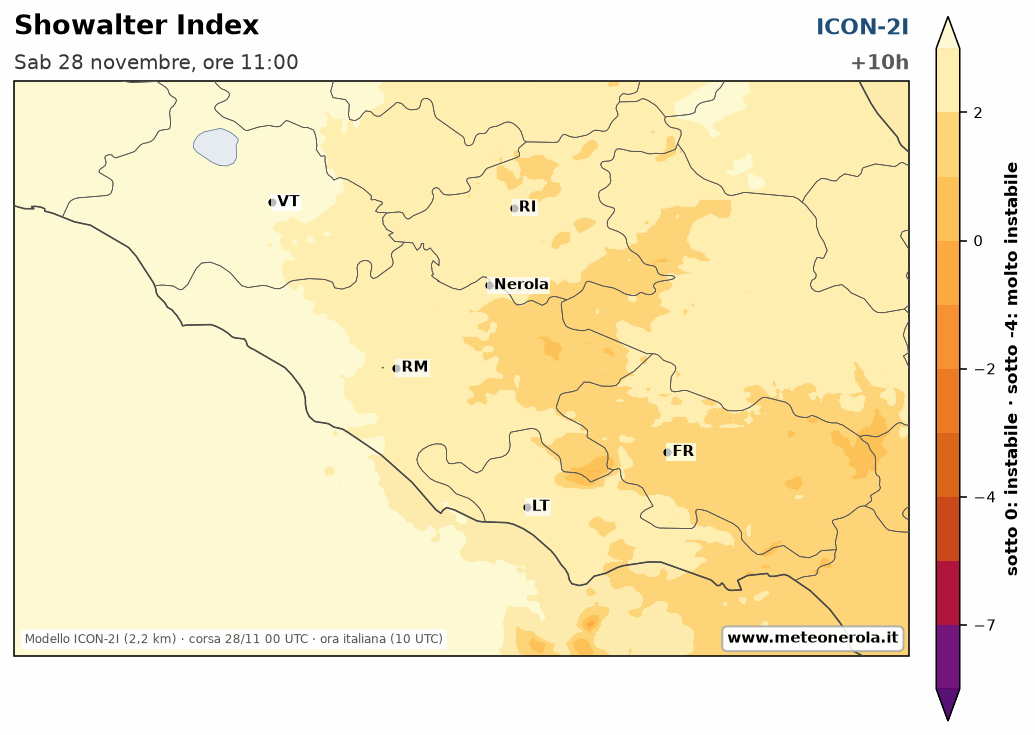 Showalter Index
ICON-2I
Sab 28 novembre, ore 11:00
+10h
VT
RI
Nerola
RM
FR
LT
Modello ICON-2I (2,2 km) · corsa 28/11 00 UTC · ora italiana (10 UTC)
www.meteonerola.it
2
0
−2
−4
−7
sotto 0: instabile · sotto -4: molto instabile